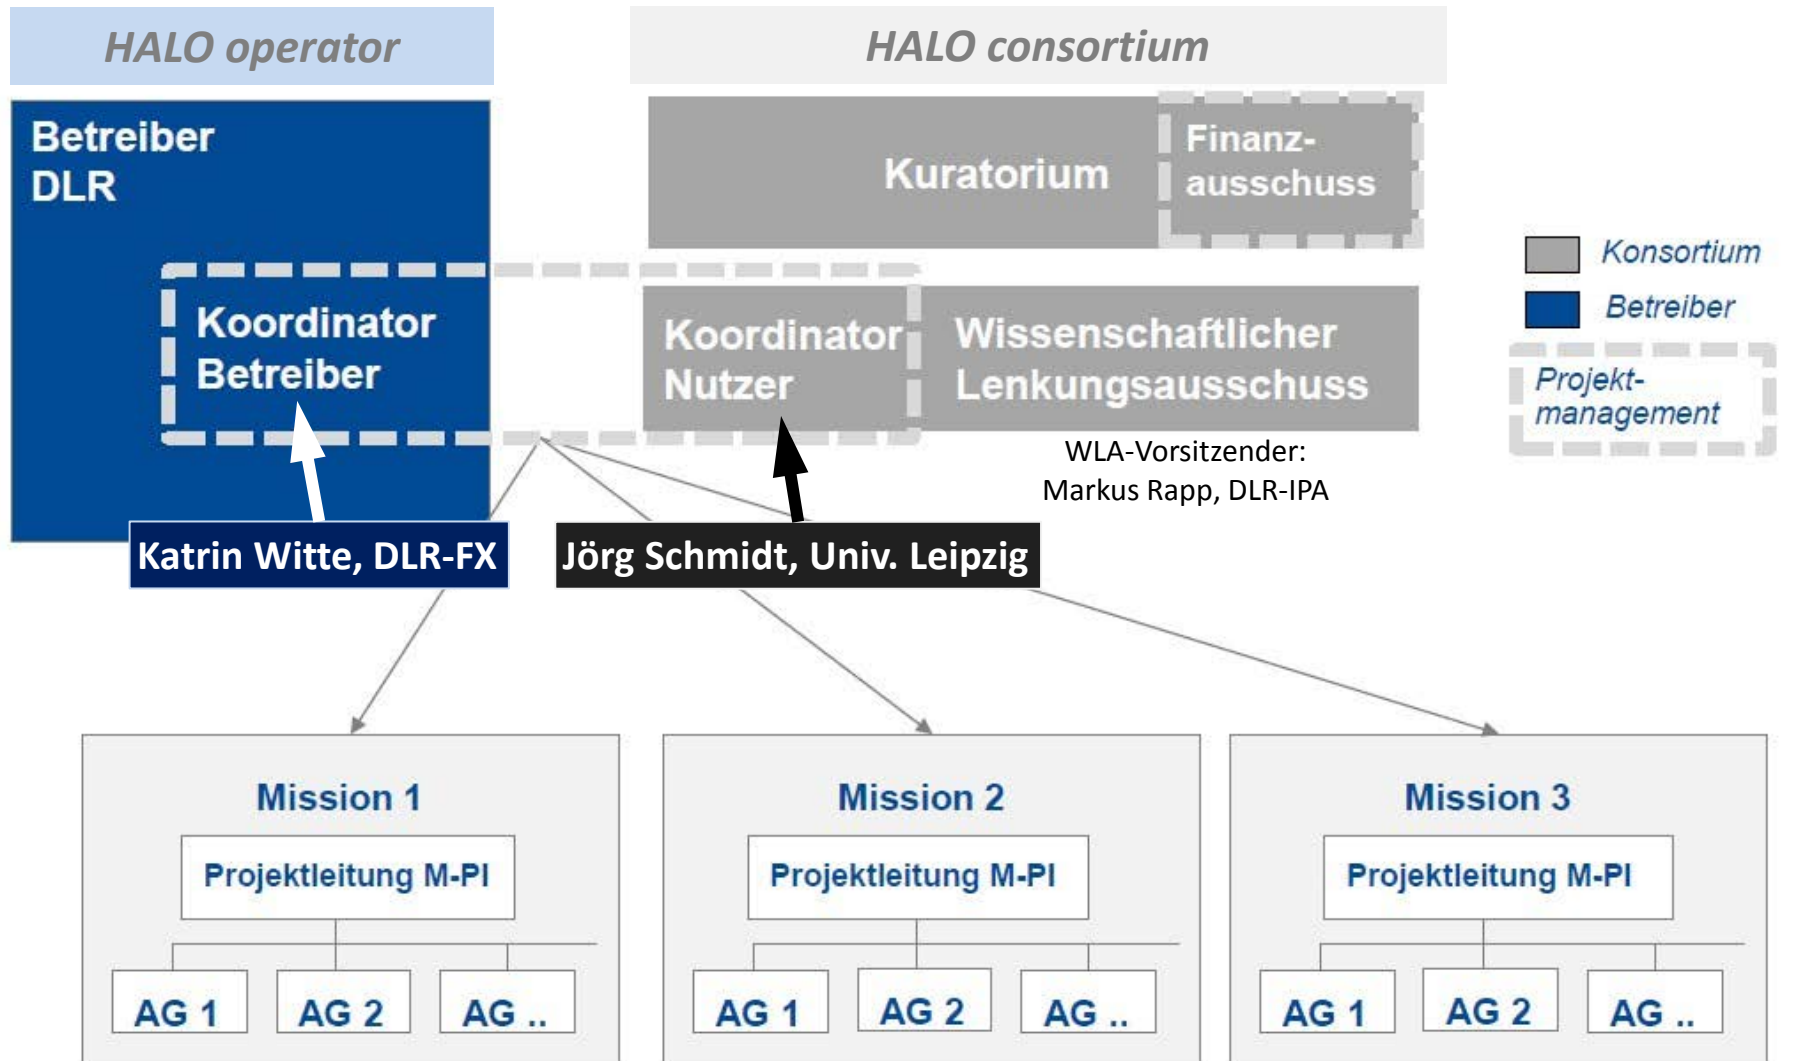 HALO operator
HALO consortium
Betreiber
DLR
Kuratorium
Finanz-
ausschuss
Koordinator
Betreiber
Koordinator
Nutzer
Wissenschaftlicher
Lenkungsausschuss
Konsortium
Betreiber
Projekt-
management
WLA-Vorsitzender:
Markus Rapp, DLR-IPA
Katrin Witte, DLR-FX
Jörg Schmidt, Univ. Leipzig
Mission 1
Projektleitung M-PI
AG 1
AG 2
AG ..
Mission 2
Projektleitung M-PI
AG 1
AG 2
AG ..
Mission 3
Projektleitung M-PI
AG 1
AG 2
AG ..